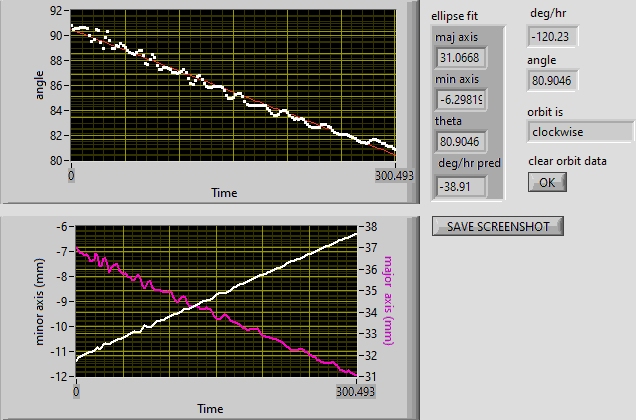 92
90
88
86
84
82
80
angle
0
300.493
Time
ellipse fit
maj axis
31.0668
min axis
-6.29819
theta
80.9046
deg/hr pred
-38.91
deg/hr
-120.23
angle
80.9046
orbit is
clockwise
clear orbit data
OK
SAVE SCREENSHOT
-6
-7
-8
-9
-10
-11
-12
minor axis (mm)
38
37
36
35
34
33
32
31
major axis (mm)
0
300.493
Time